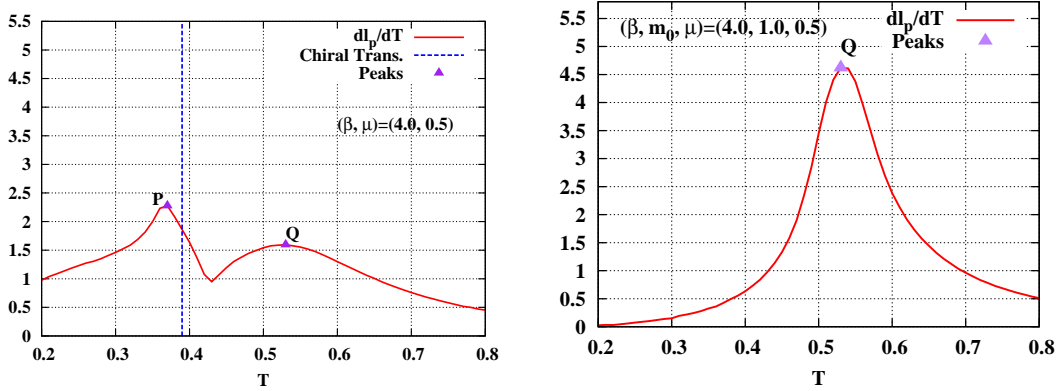 5.5
5
4.5
4
3.5
3
2.5
2
1.5
1
0.5
0
0.2 0.3 0.4 0.5 0.6 0.7 0.8
T
dl_p/dT
Chiral Trans.
Peaks
(β, μ)=(4.0, 0.5)
P
Q
5.5
5
4.5
4
3.5
3
2.5
2
1.5
1
0.5
0
0.2 0.3 0.4 0.5 0.6 0.7 0.8
T
(β, m_0, μ)=(4.0, 1.0, 0.5)
dl_p/dT
Peaks
Q